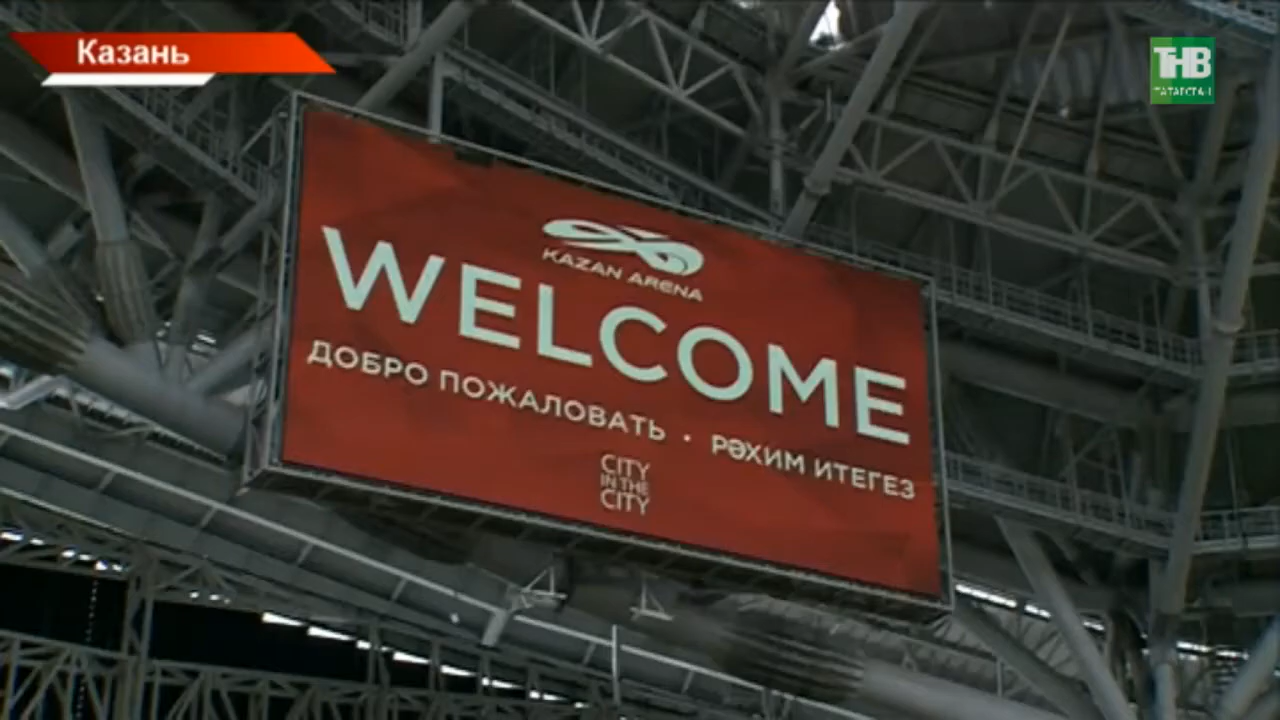 Казань
ТНВ
ТАТАРСТАН
KAZAN ARENA
WELCOME
ДОБРО ПОЖАЛОВАТЬ · РӘХИМ ИТЕГЕЗ
CITY
IN THE
CITY